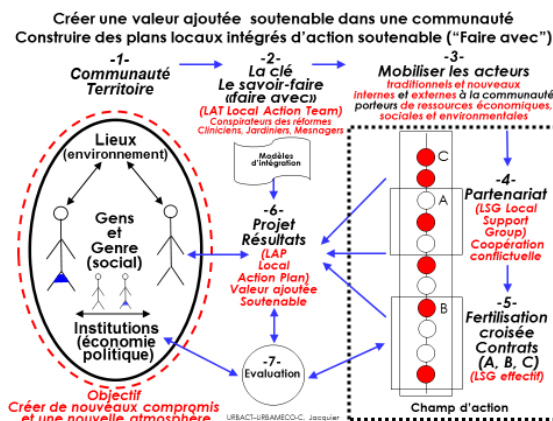 Créer une valeur ajoutée soutenable dans une communauté
Construire des plans locaux intégrés d'action soutenable ("Faire avec")
-1-
Communauté
Territoire
-2-
La clé
Le savoir-faire
«faire avec»
(LAT Local Action Team)
Conspirateurs des réformes
Cliniciens, Jardiniers, Mesnagers
-3-
Mobiliser les acteurs
traditionnels et nouveaux
internes et externes à la communauté
porteurs de ressources économiques,
sociales et environmentales
Lieux
(environnement)
Gens
et
Genre
(social)
Institutions
(économie
politique)
Objectif
Créer de nouveaux compromis
et une nouvelle atmosphère
Modèles
d'intégration
-6-
Projet
Résultats
(LAP
Local
Action Plan)
Valeur ajoutée
Soutenable
-7-
Evaluation
URBACT-URBAMECO-C. Jacquier
C
A
B
-4-
Partenariat
(LSG Local
Support
Group)
Coopération
conflictuelle
-5-
Fertilisation
croisée
Contrats
(A, B, C)
(LSG effectif)
Champ d'action